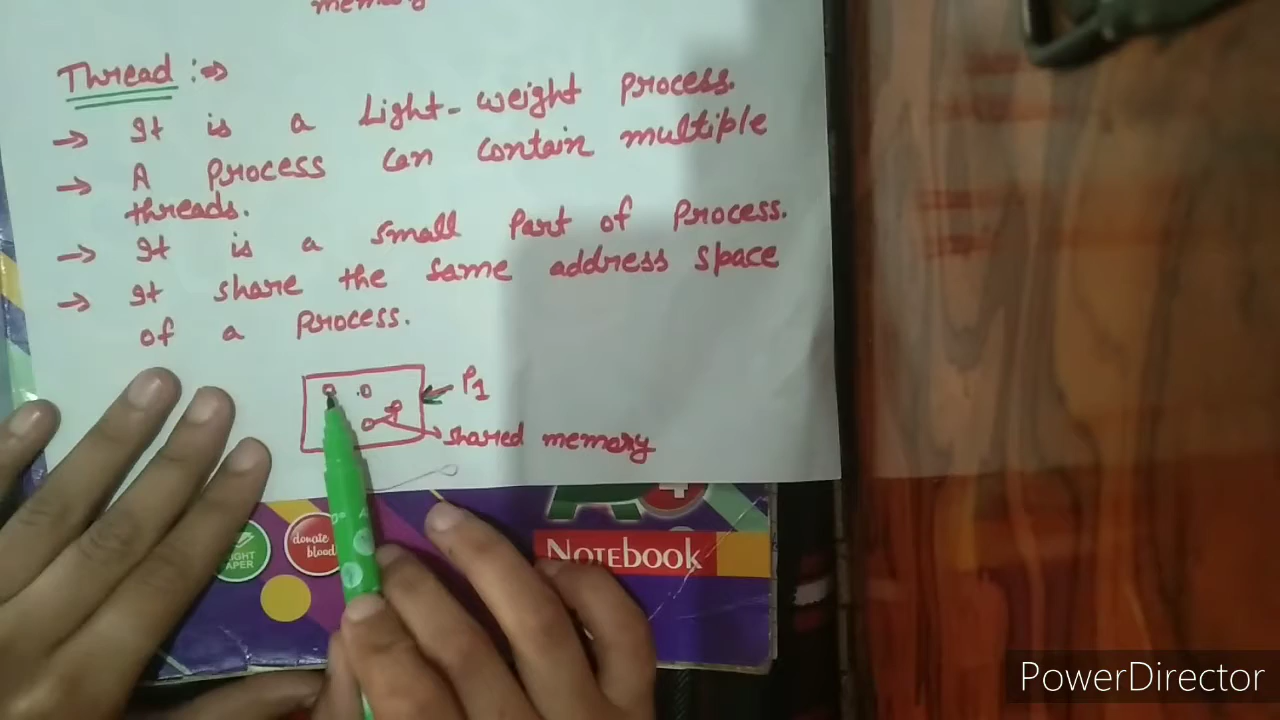 memory
Thread :⇒
→ It is a Light-weight process.
→ A process can contain multiple
threads.
→ It is a small part of process.
→ It share the same address space
of a process.
P1
shared memory
donate
blood
NOTEBOOK
PowerDirector